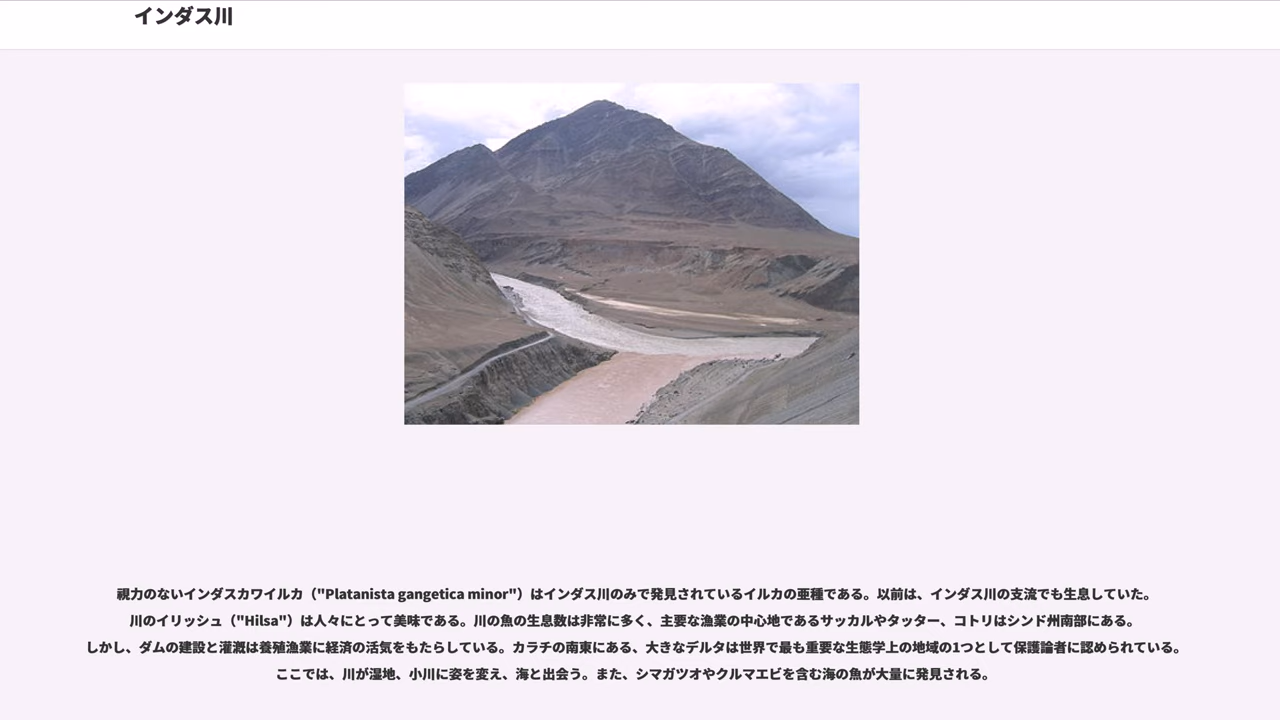 インダス川
視力のないインダスカワイルカ（"Platanista gangetica minor"）はインダス川のみで発見されているイルカの亜種である。以前は、インダス川の支流でも生息していた。
川のイリッシュ（"Hilsa"）は人々にとって美味である。川の魚の生息数は非常に多く、主要な漁業の中心地であるサッカルやタッター、コトリはシンド州南部にある。
しかし、ダムの建設と灌漑は養殖漁業に経済の活気をもたらしている。カラチの南東にある、大きなデルタは世界で最も重要な生態学上の地域の1つとして保護論者に認められている。
ここでは、川が湿地、小川に姿を変え、海と出会う。また、シマガツオやクルマエビを含む海の魚が大量に発見される。